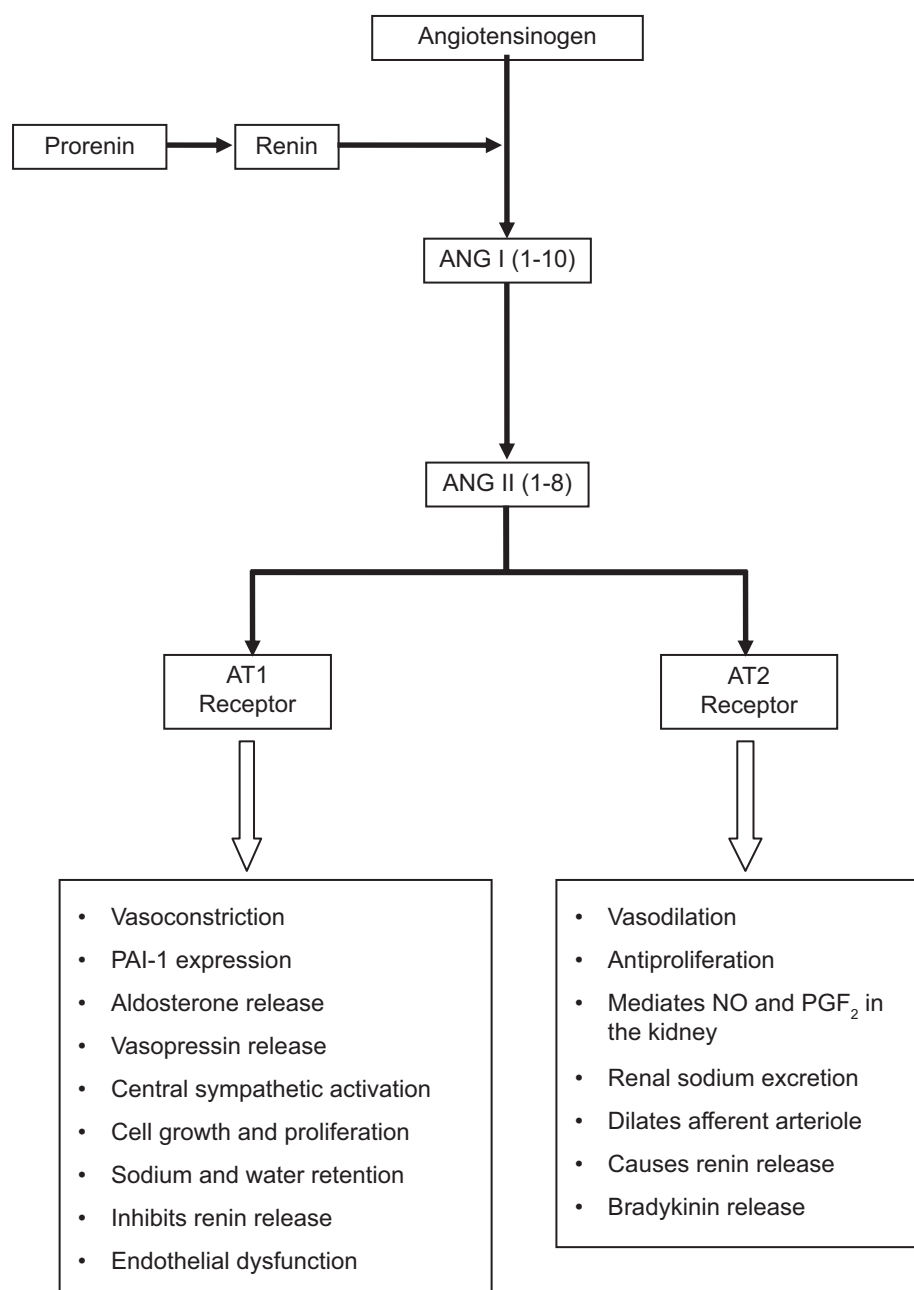 Angiotensinogen
Prorenin
Renin
ANG I (1-10)
ANG II (1-8)
AT1
Receptor
AT2
Receptor
• Vasoconstriction
• PAI-1 expression
• Aldosterone release
• Vasopressin release
• Central sympathetic activation
• Cell growth and proliferation
• Sodium and water retention
• Inhibits renin release
• Endothelial dysfunction
• Vasodilation
• Antiproliferation
• Mediates NO and PGF₂ in
the kidney
• Renal sodium excretion
• Dilates afferent arteriole
• Causes renin release
• Bradykinin release